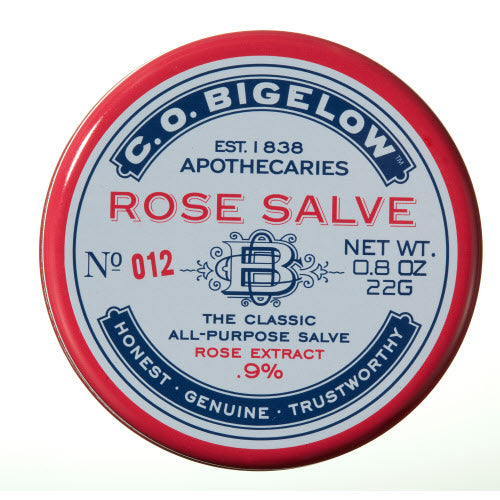 C. O. BIGELOW™
EST. 1838
APOTHECARIES
ROSE SALVE
Nº 012
NET WT.
0.8 OZ
22G
THE CLASSIC
ALL-PURPOSE SALVE
ROSE EXTRACT
.9%
HONEST · GENUINE · TRUSTWORTHY